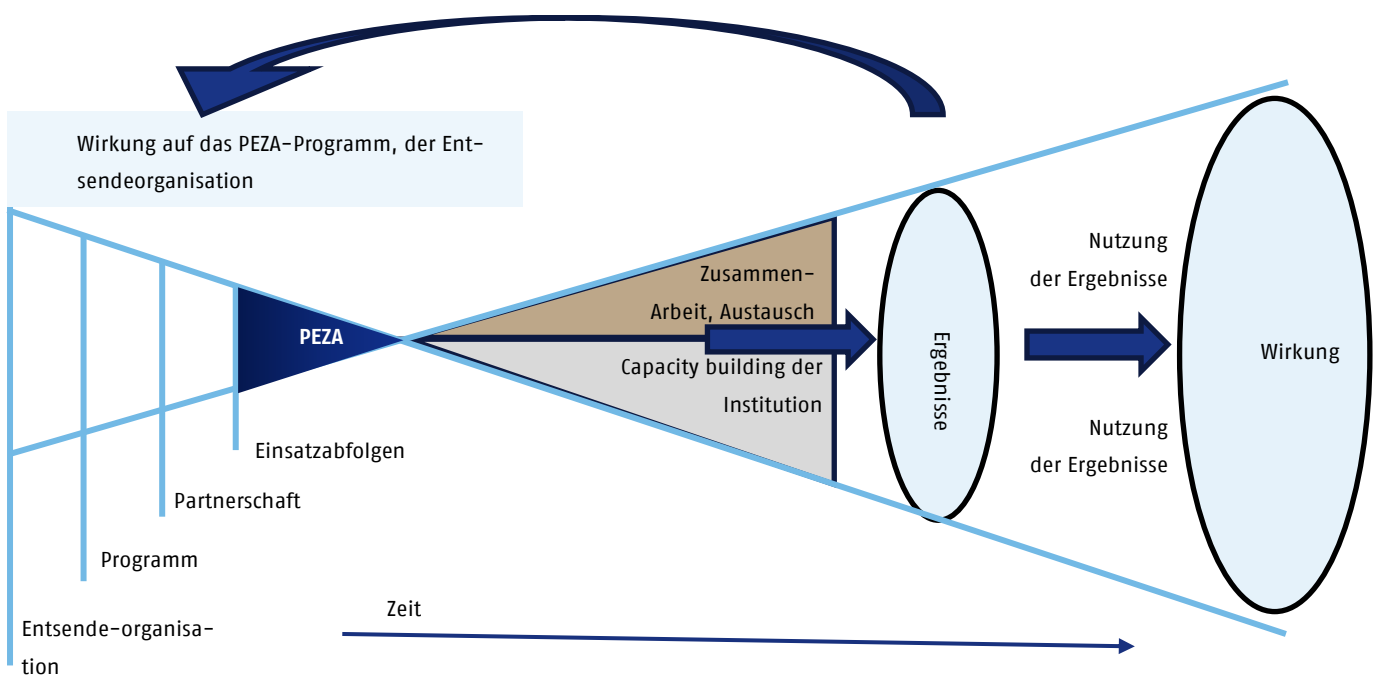 Wirkung auf das PEZA-Programm, der Ent-
sendeorganisation
PEZA
Einsatzabfolgen
Partnerschaft
Programm
Entsende-organisa-
tion
Zusammen-
Arbeit, Austausch
Capacity building der
Institution
Ergebnisse
Nutzung
der Ergebnisse
Nutzung
der Ergebnisse
Wirkung
Zeit